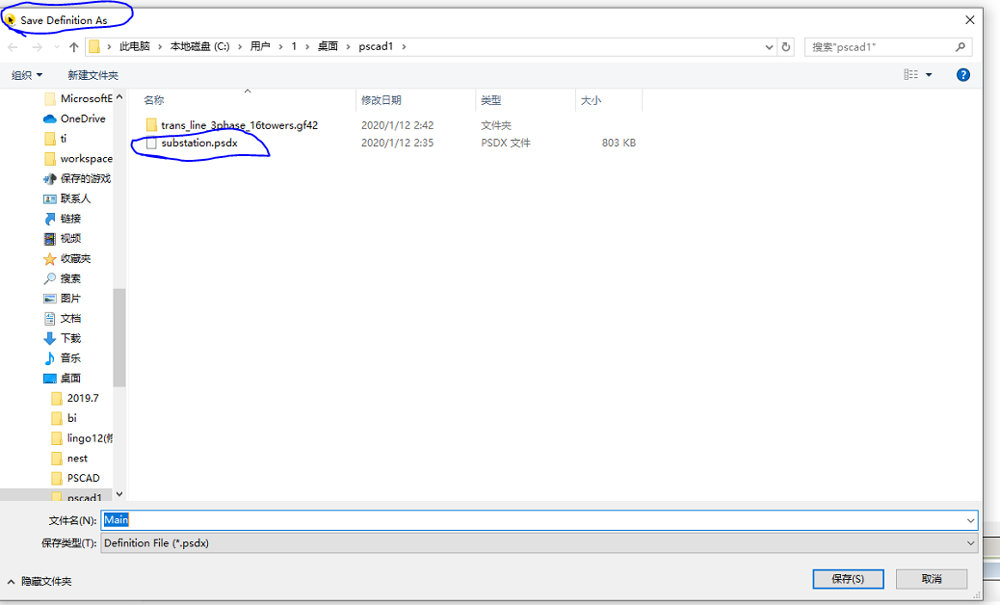 Save Definition As
此电脑 › 本地磁盘 (C:) › 用户 › 1 › 桌面 › pscad1 ›
搜索"pscad1"
组织 新建文件夹
名称 修改日期 类型 大小
trans_line_3phase_16towers.gf42 2020/1/12 2:42 文件夹
substation.psdx 2020/1/12 2:35 PSDX 文件 803 KB
MicrosoftE
OneDrive
ti
workspace
保存的游戏
联系人
链接
视频
收藏夹
搜索
图片
文档
下载
音乐
桌面
2019.7
bi
lingo12(
nest
PSCAD
pscad1
文件名(N): Main
保存类型(T): Definition File (*.psdx)
隐藏文件夹
保存(S) 取消